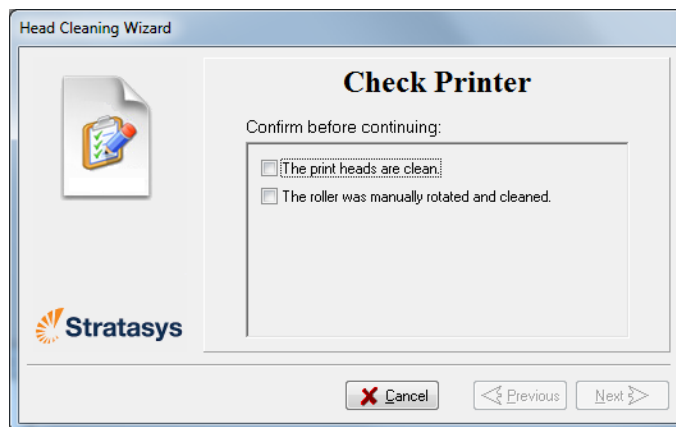 Head Cleaning Wizard
Check Printer
Confirm before continuing:
The print heads are clean.
The roller was manually rotated and cleaned.
Stratasys
Cancel
Previous
Next